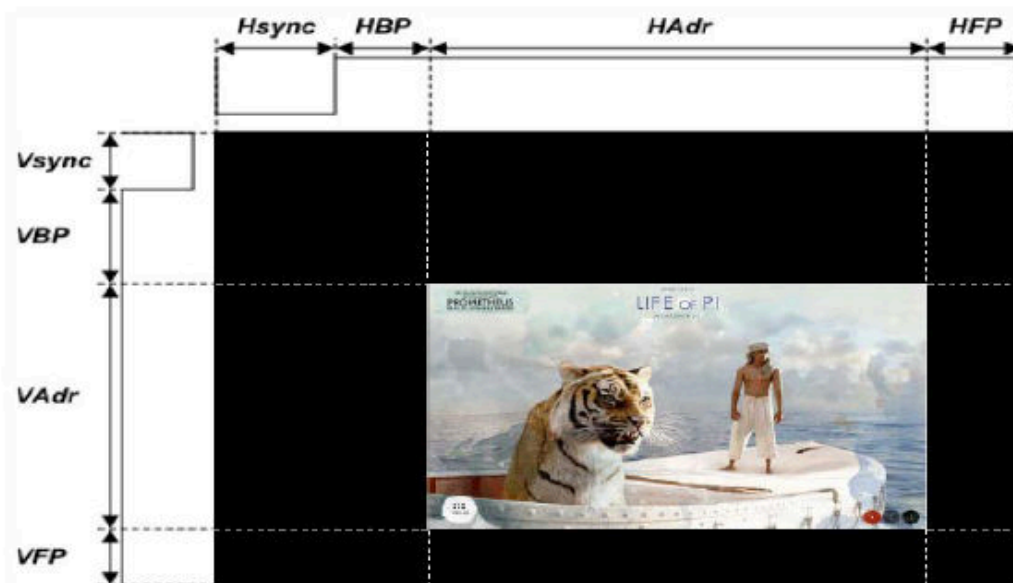 Hsync HBP HAdr HFP
Vsync
VBP
VAdr
PROMETHEUS
LIFE OF PI
VFP